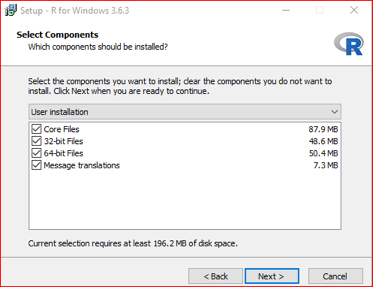 Setup - R for Windows 3.6.3
Select Components
Which components should be installed?
R
Select the components you want to install; clear the components you do not want to
install. Click Next when you are ready to continue.
User installation
Core Files 87.9 MB
32-bit Files 48.6 MB
64-bit Files 50.4 MB
Message translations 7.3 MB
Current selection requires at least 196.2 MB of disk space.
< Back Next > Cancel